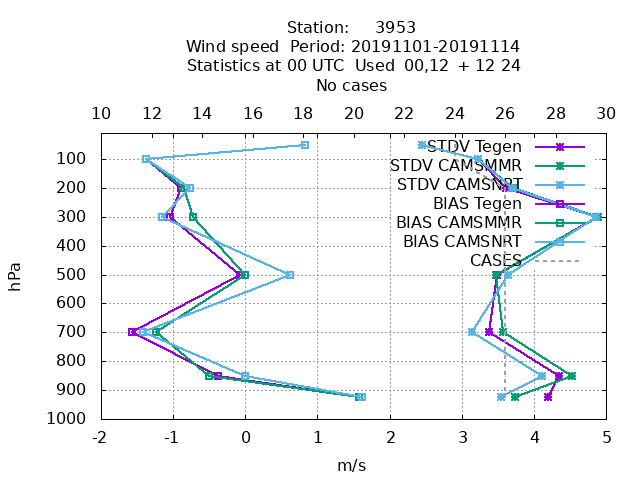 Station: 3953
Wind speed Period: 20191101-20191114
Statistics at 00 UTC Used 00,12 + 12 24
No cases
10 12 14 16 18 20 22 24 26 28 30
STDV Tegen
STDV CAMSMMR
STDV CAMSNRT
BIAS Tegen
BIAS CAMSMMR
BIAS CAMSNRT
CASES
hPa
100
200
300
400
500
600
700
800
900
1000
-2 -1 0 1 2 3 4 5
m/s